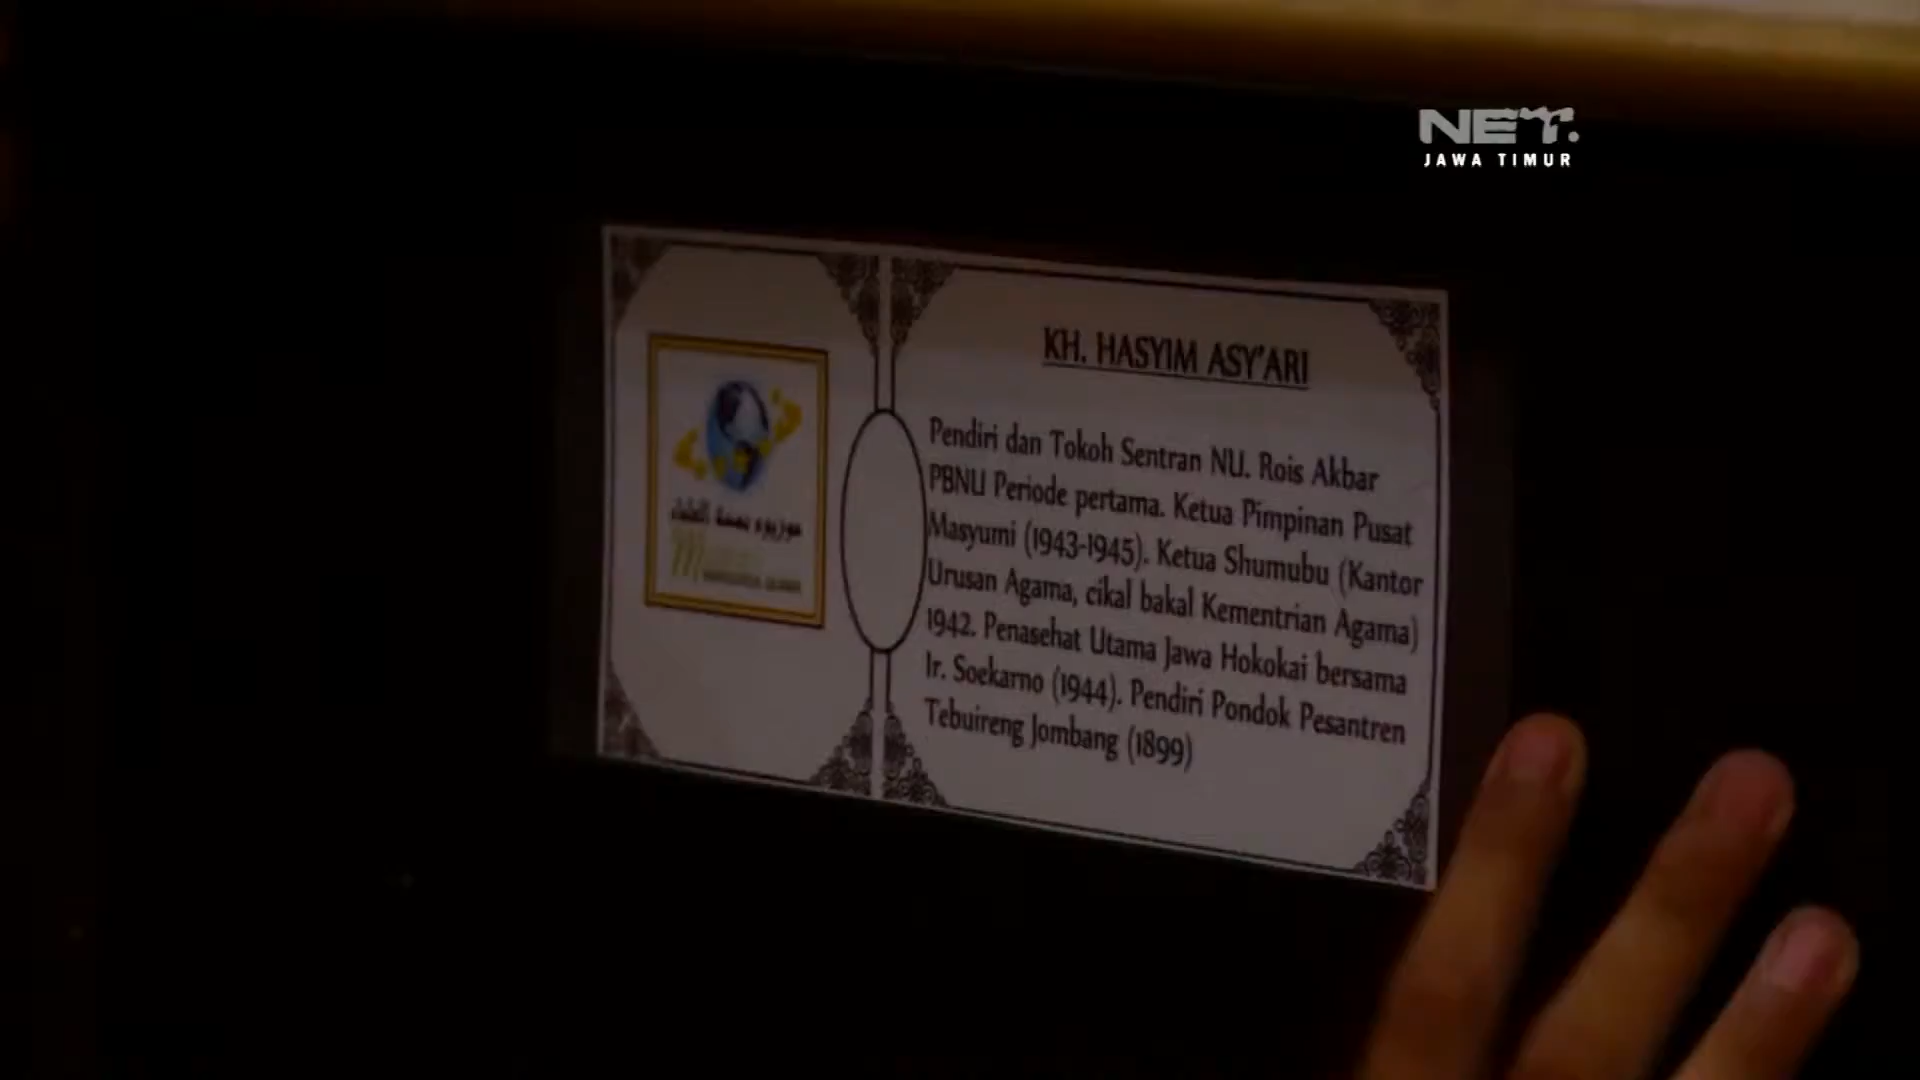 NET.
JAWA TIMUR
KH. HASYIM ASY'ARI
Pendiri dan Tokoh Sentran NU. Rois Akbar
PBNU Periode pertama. Ketua Pimpinan Pusat
Masyumi (1943-1945). Ketua Shumubu (Kantor
Urusan Agama, cikal bakal Kementrian Agama)
1942. Penasehat Utama Jawa Hokokai bersama
Ir. Soekarno (1944). Pendiri Pondok Pesantren
Tebuireng Jombang (1899)